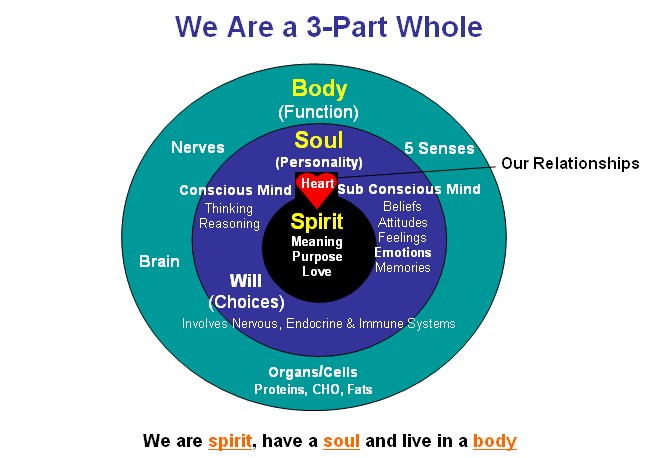 We Are a 3-Part Whole
Body
(Function)
Soul
(Personality)
Nerves
5 Senses
Our Relationships
Heart
Conscious Mind
Thinking
Reasoning
Sub Conscious Mind
Beliefs
Attitudes
Feelings
Emotions
Memories
Spirit
Meaning
Purpose
Love
Brain
Will
(Choices)
Involves Nervous, Endocrine & Immune Systems
Organs/Cells
Proteins, CHO, Fats
We are spirit, have a soul and live in a body